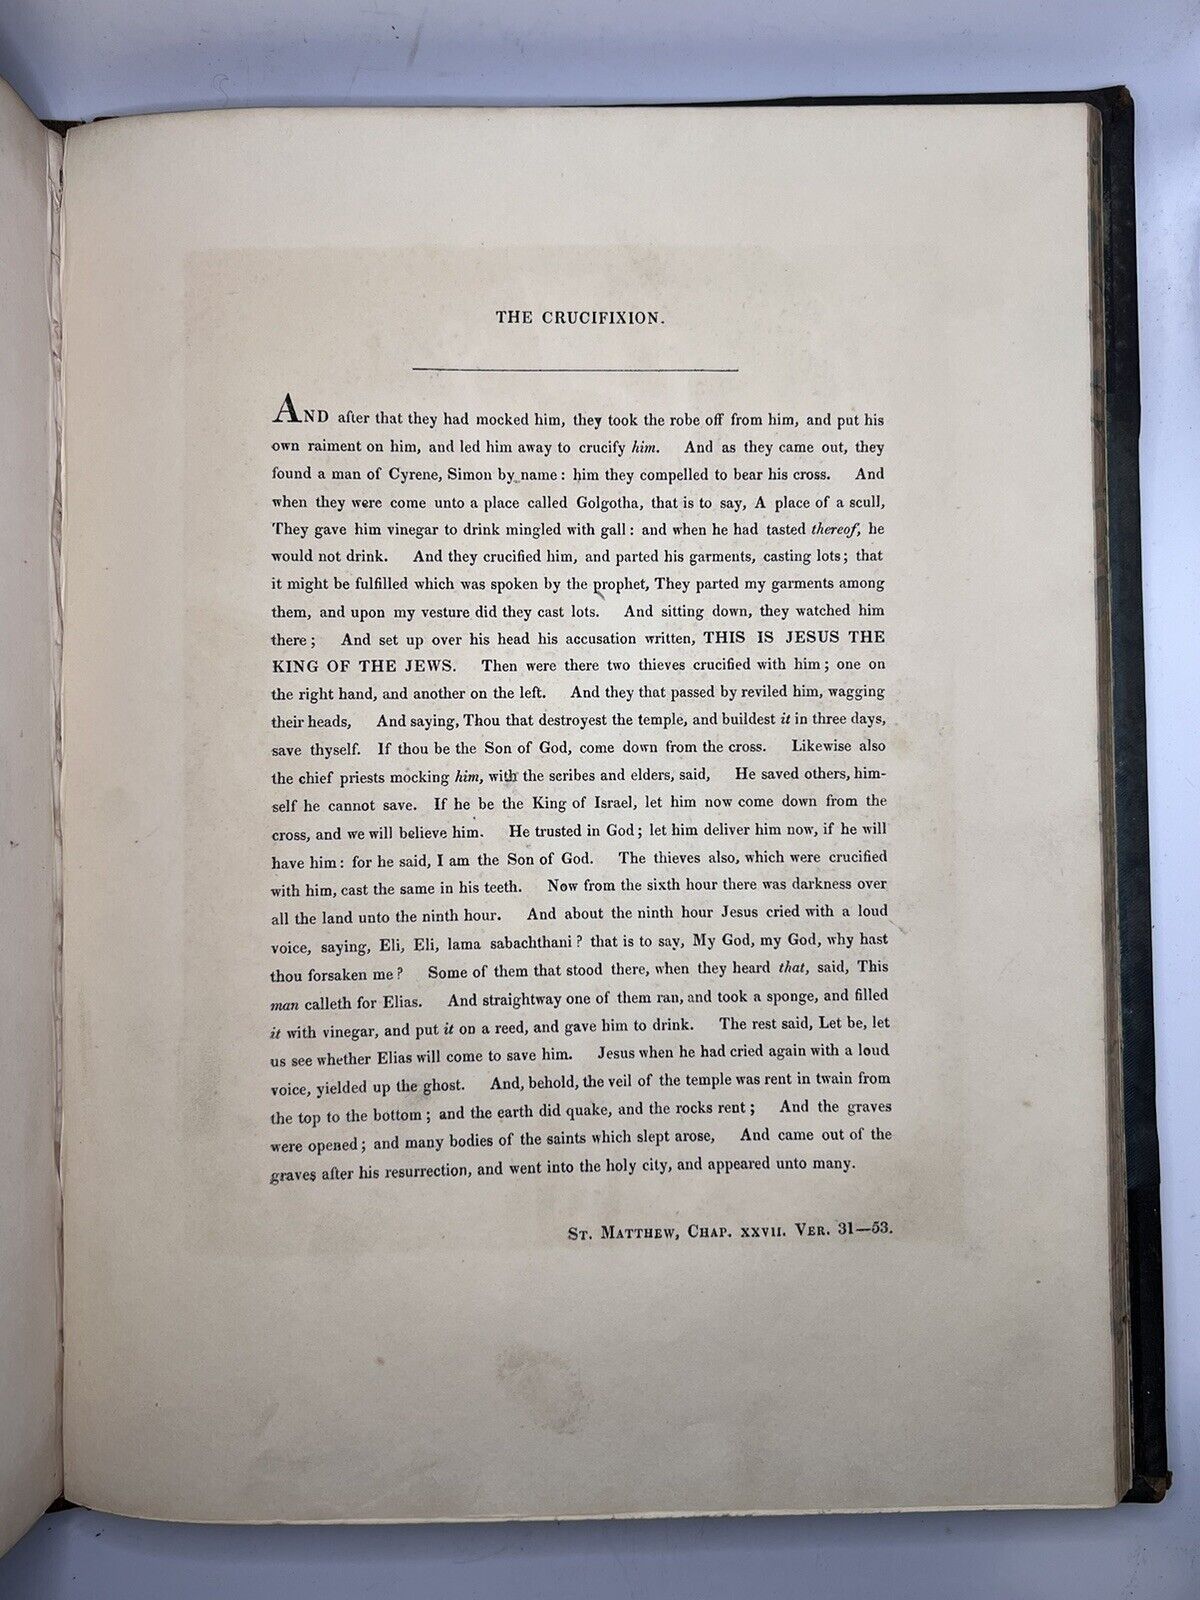 THE CRUCIFIXION.
AND after that they had mocked him, they took the robe off from him, and put his
own raiment on him, and led him away to crucify him. And as they came out, they
found a man of Cyrene, Simon by name: him they compelled to bear his cross. And
when they were come unto a place called Golgotha, that is to say, A place of a scull,
They gave him vinegar to drink mingled with gall: and when he had tasted thereof, he
would not drink. And they crucified him, and parted his garments, casting lots; that
it might be fulfilled which was spoken by the prophet, They parted my garments among
them, and upon my vesture did they cast lots. And sitting down, they watched him
there; And set up over his head his accusation written, THIS IS JESUS THE
KING OF THE JEWS. Then were there two thieves crucified with him; one on
the right hand, and another on the left. And they that passed by reviled him, wagging
their heads, And saying, Thou that destroyest the temple, and buildest it in three days,
save thyself. If thou be the Son of God, come down from the cross. Likewise also
the chief priests mocking him, with the scribes and elders, said, He saved others, him-
self he cannot save. If he be the King of Israel, let him now come down from the
cross, and we will believe him. He trusted in God; let him deliver him now, if he will
have him: for he said, I am the Son of God. The thieves also, which were crucified
with him, cast the same in his teeth. Now from the sixth hour there was darkness over
all the land unto the ninth hour. And about the ninth hour Jesus cried with a loud
voice, saying, Eli, Eli, lama sabachthani? that is to say, My God, my God, why hast
thou forsaken me? Some of them that stood there, when they heard that, said, This
man calleth for Elias. And straightway one of them ran, and took a sponge, and filled
it with vinegar, and put it on a reed, and gave him to drink. The rest said, Let be, let
us see whether Elias will come to save him. Jesus when he had cried again with a loud
voice, yielded up the ghost. And, behold, the veil of the temple was rent in twain from
the top to the bottom; and the earth did quake, and the rocks rent; And the graves
were opened; and many bodies of the saints which slept arose, And came out of the
graves after his resurrection, and went into the holy city, and appeared unto many.
ST. MATTHEW, CHAP. XXVII. VER. 31—53.